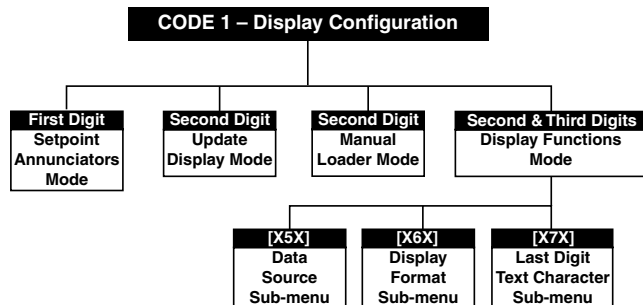 CODE 1 – Display Configuration
First Digit
Setpoint
Annunciators
Mode
Second Digit
Update
Display Mode
Second Digit
Manual
Loader Mode
Second & Third Digits
Display Functions
Mode
[X5X]
Data
Source
Sub-menu
[X6X]
Display
Format
Sub-menu
[X7X]
Last Digit
Text Character
Sub-menu